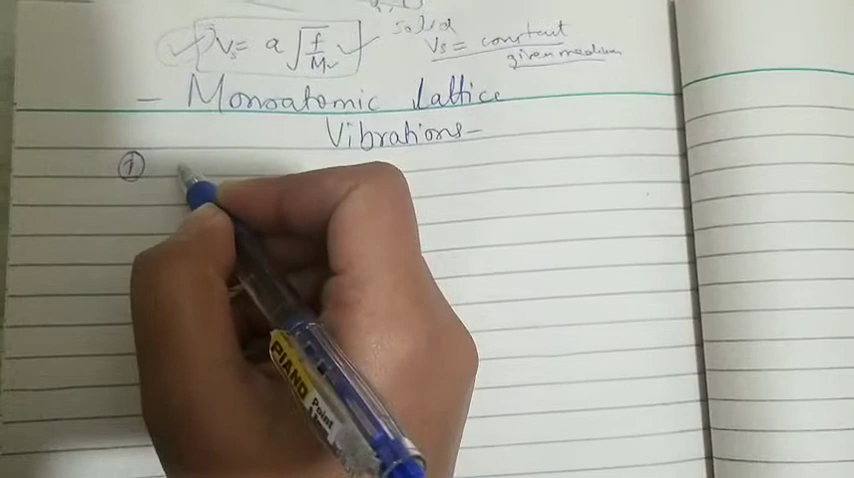 solid
Vs = a √f/M
Vs = constant
given medium
- Monoatomic Lattice
Vibrations -
①
PIANO
Point